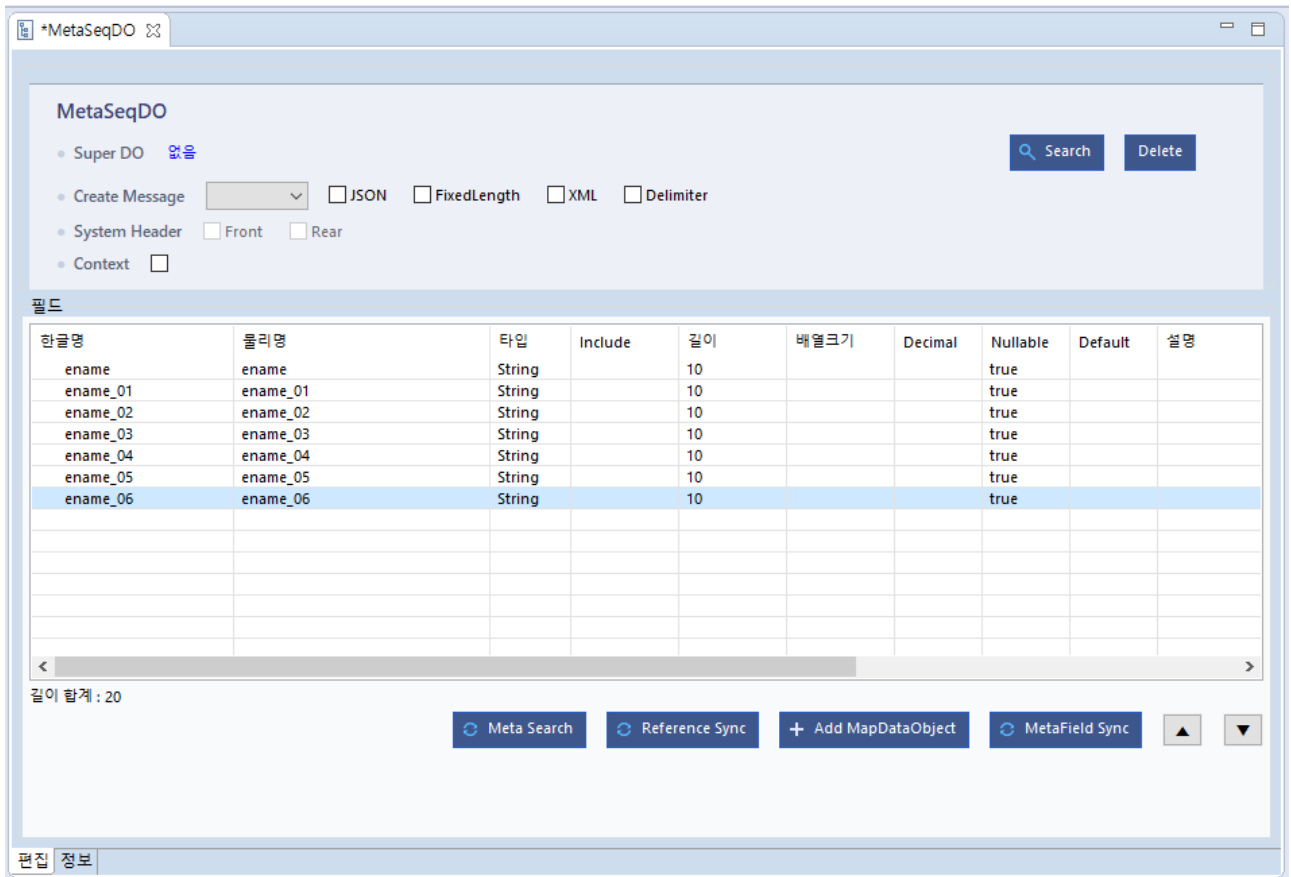 *MetaSeqDO
MetaSeqDO
Super DO 없음 Search Delete
Create Message JSON FixedLength XML Delimiter
System Header Front Rear
Context
필드
한글명 물리명 타입 Include 길이 배열크기 Decimal Nullable Default 설명
ename ename String 10 true
ename_01 ename_01 String 10 true
ename_02 ename_02 String 10 true
ename_03 ename_03 String 10 true
ename_04 ename_04 String 10 true
ename_05 ename_05 String 10 true
ename_06 ename_06 String 10 true
길이 합계 : 20
Meta Search Reference Sync + Add MapDataObject MetaField Sync ▲ ▼
편집 정보